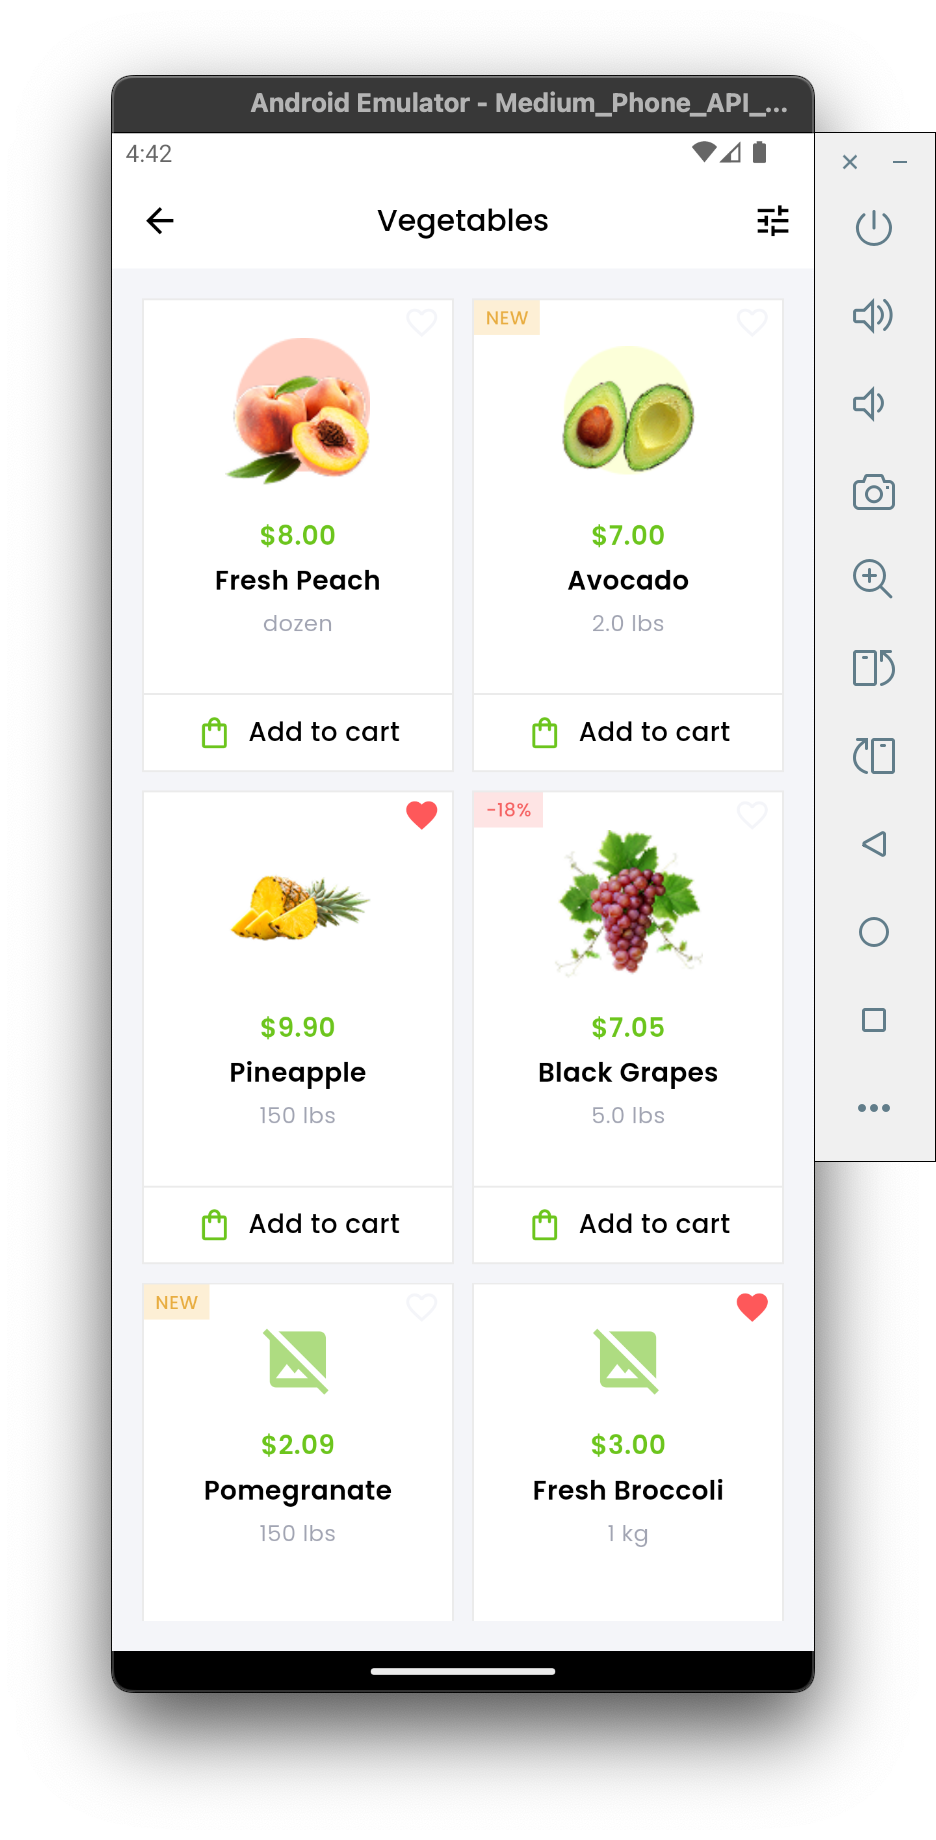 Android Emulator - Medium_Phone_API_...
4:42
Vegetables
$8.00
Fresh Peach
dozen
Add to cart
NEW
$7.00
Avocado
2.0 lbs
Add to cart
$9.90
Pineapple
150 lbs
Add to cart
-18%
$7.05
Black Grapes
5.0 lbs
Add to cart
NEW
$2.09
Pomegranate
150 lbs
$3.00
Fresh Broccoli
1 kg